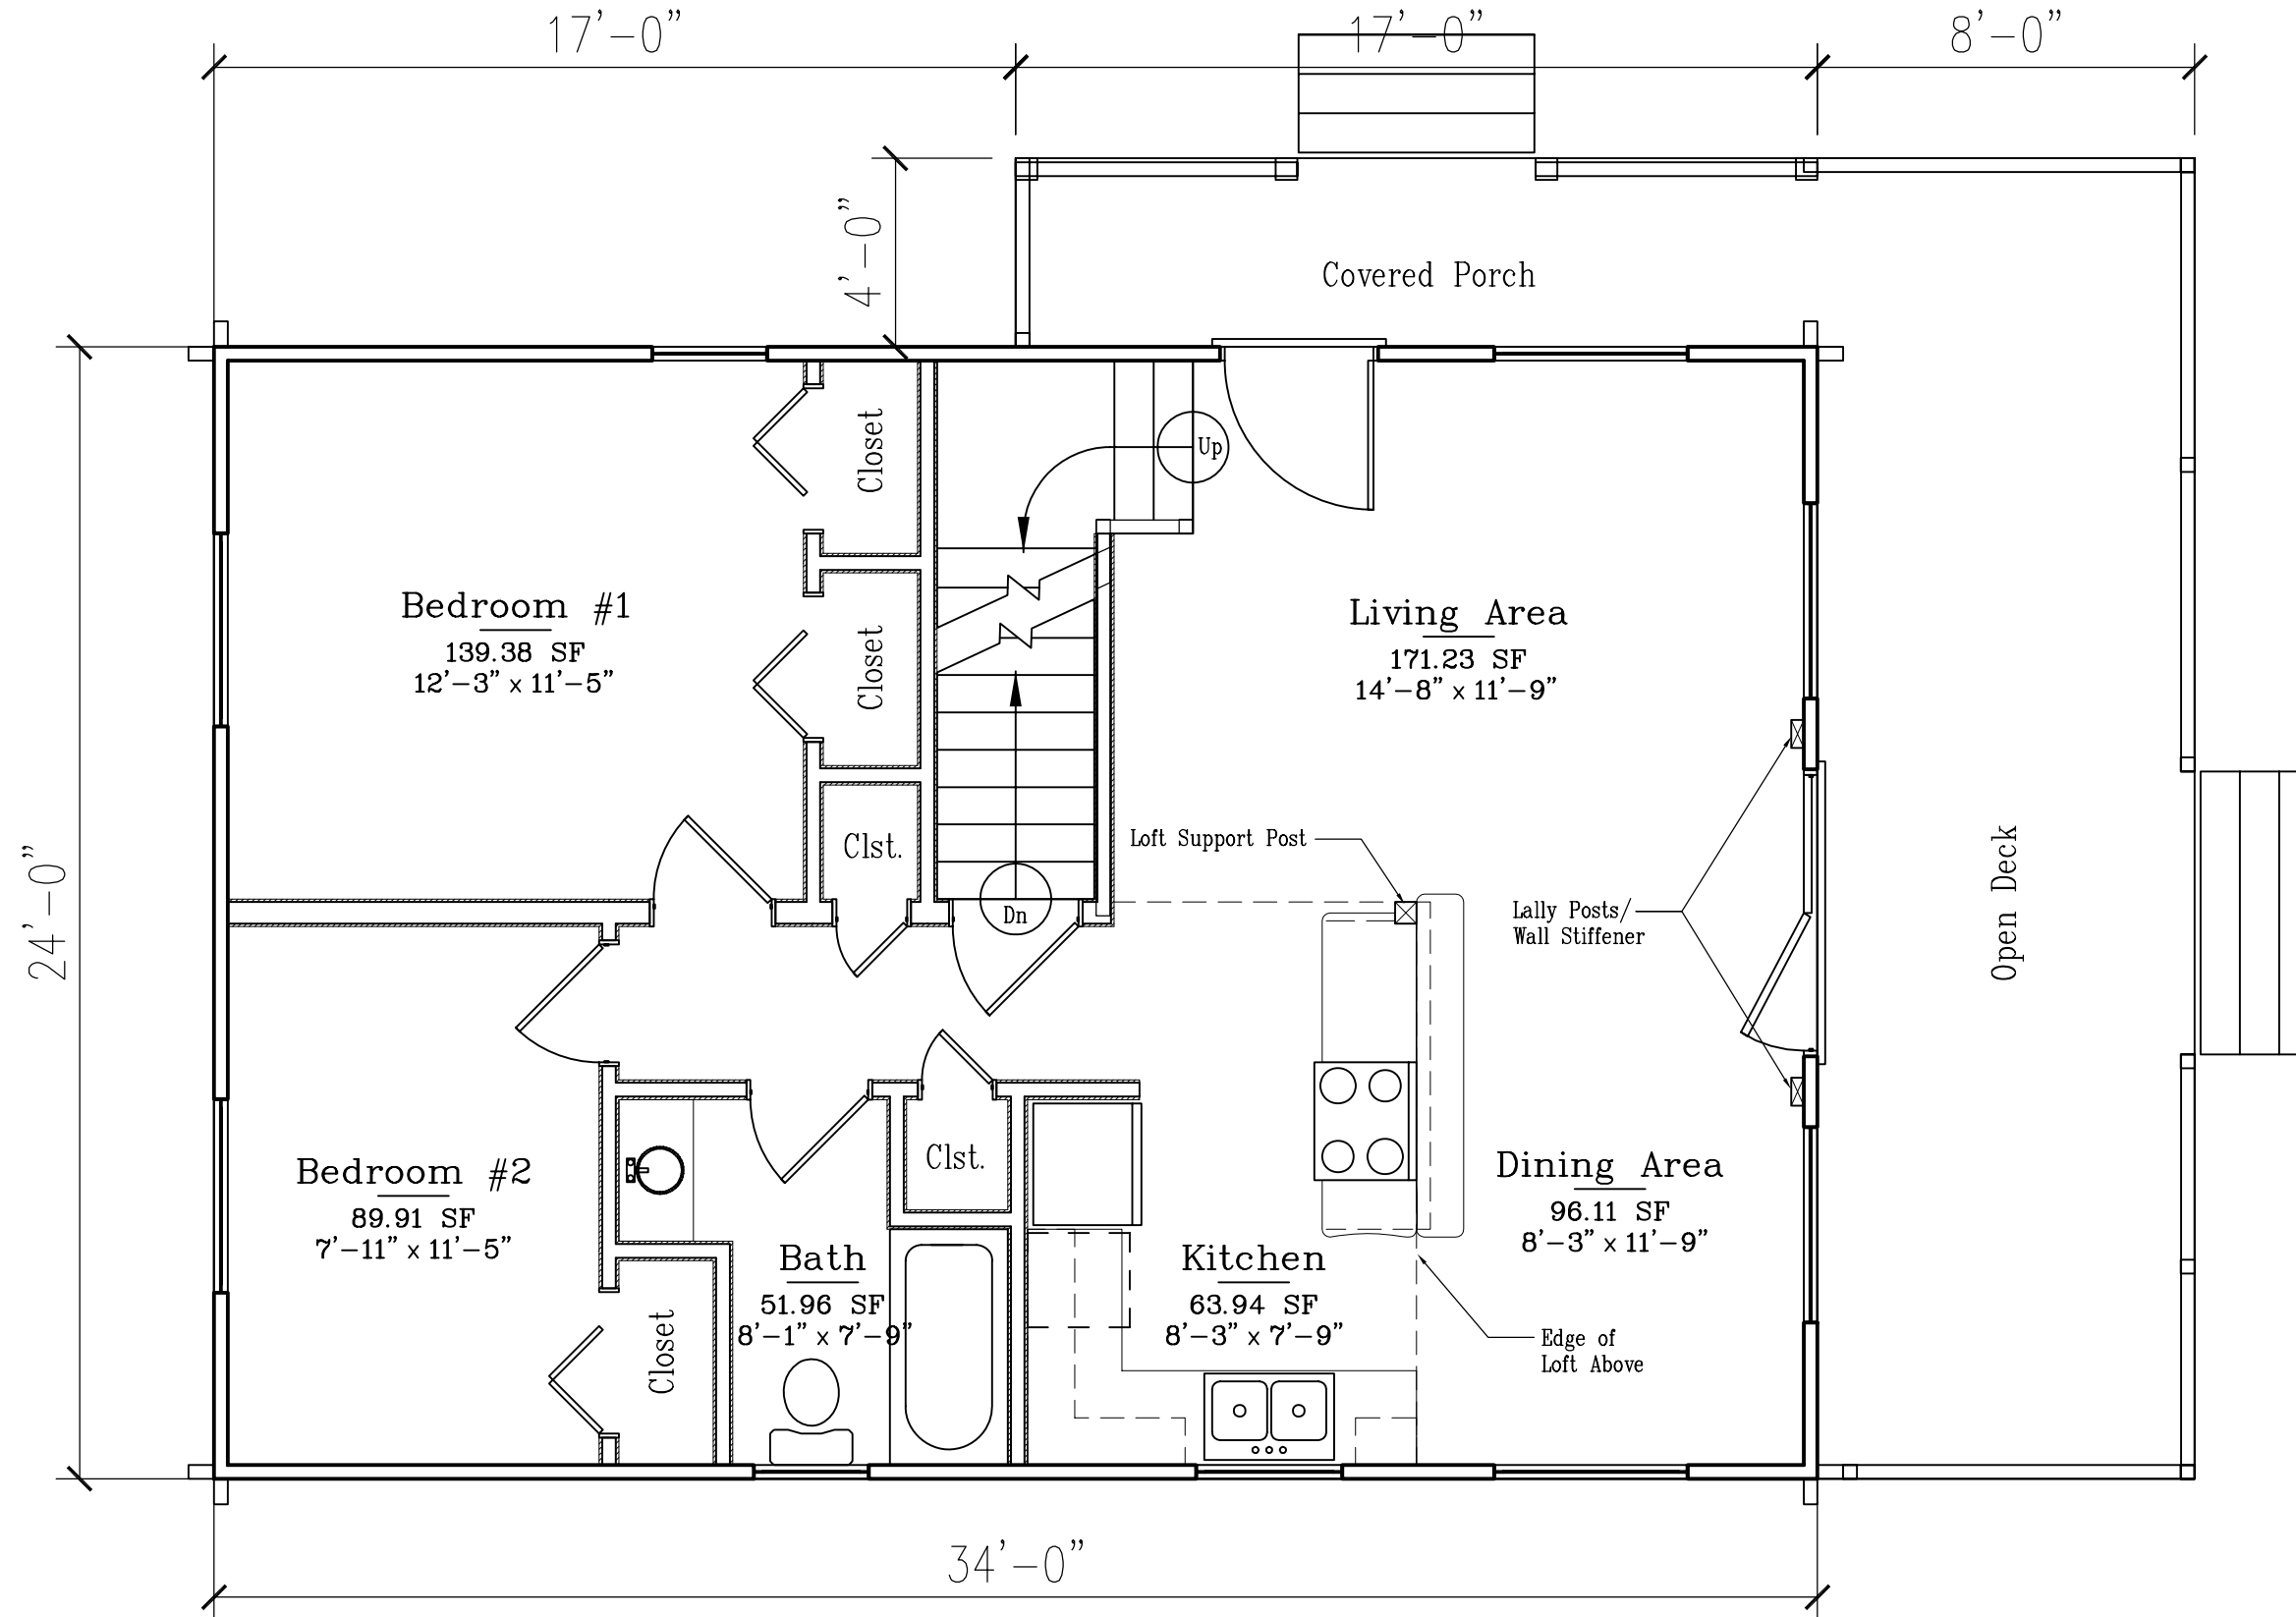 17'-0"
17'-0"
8'-0"
4'-0"
Covered Porch
Closet
Up
Bedroom #1
139.38 SF
12'-3" x 11'-5"
Closet
Living Area
171.23 SF
14'-8" x 11'-9"
Clst.
Loft Support Post
Dn
Lally Posts/
Wall Stiffener
Open Deck
24'-0"
Bedroom #2
89.91 SF
7'-11" x 11'-5"
Clst.
Dining Area
96.11 SF
8'-3" x 11'-9"
Bath
51.96 SF
8'-1" x 7'-9"
Kitchen
63.94 SF
8'-3" x 7'-9"
Closet
Edge of
Loft Above
34'-0"